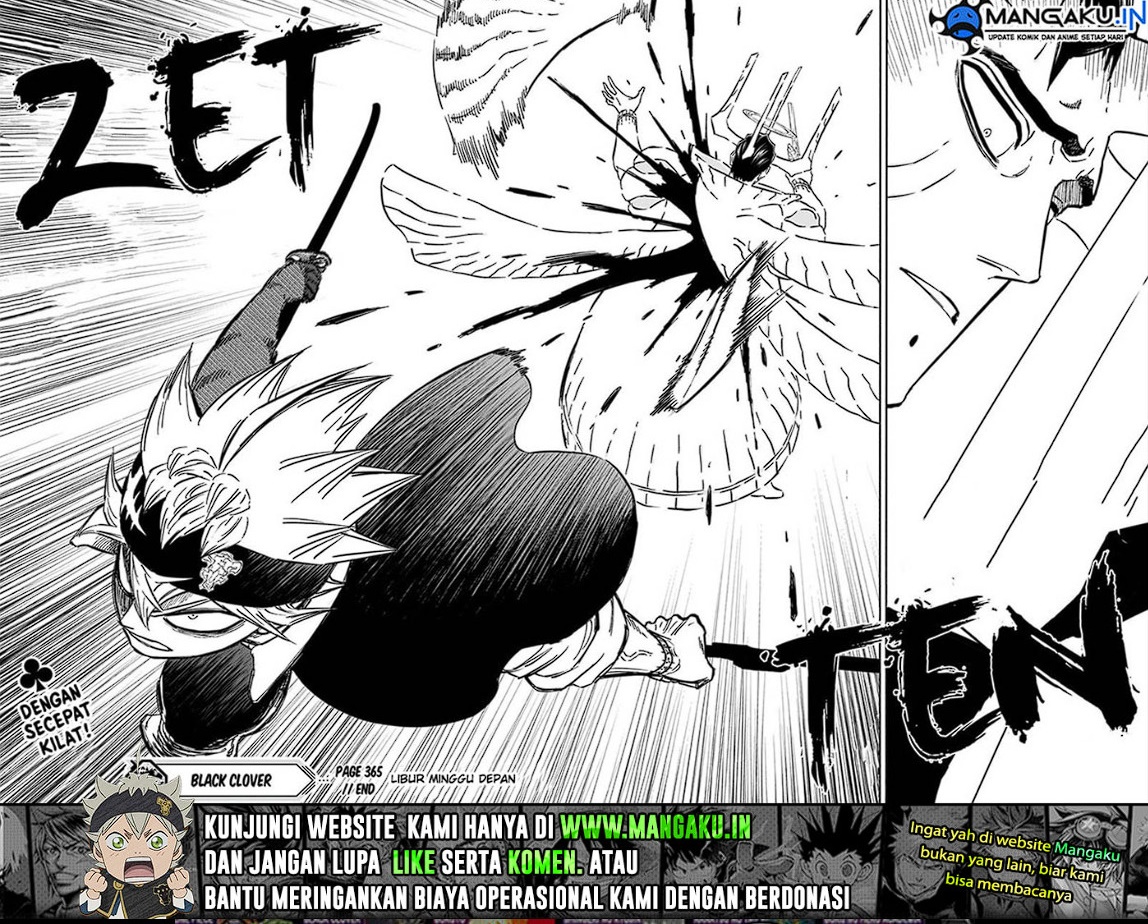 MANGAKU.IN
UPDATE KOMIK DAN ANIME SETIAP HARI
ZET
TEN
DENGAN
SECEPAT
KILAT!
BLACK CLOVER
PAGE 365
// END
LIBUR MINGGU DEPAN
KUNJUNGI WEBSITE KAMI HANYA DI WWW.MANGAKU.IN
DAN JANGAN LUPA LIKE SERTA KOMEN. ATAU
BANTU MERINGANKAN BIAYA OPERASIONAL KAMI DENGAN BERDONASI
Ingat yah di website Mangaku
bukan yang lain, biar kami
bisa membacanya